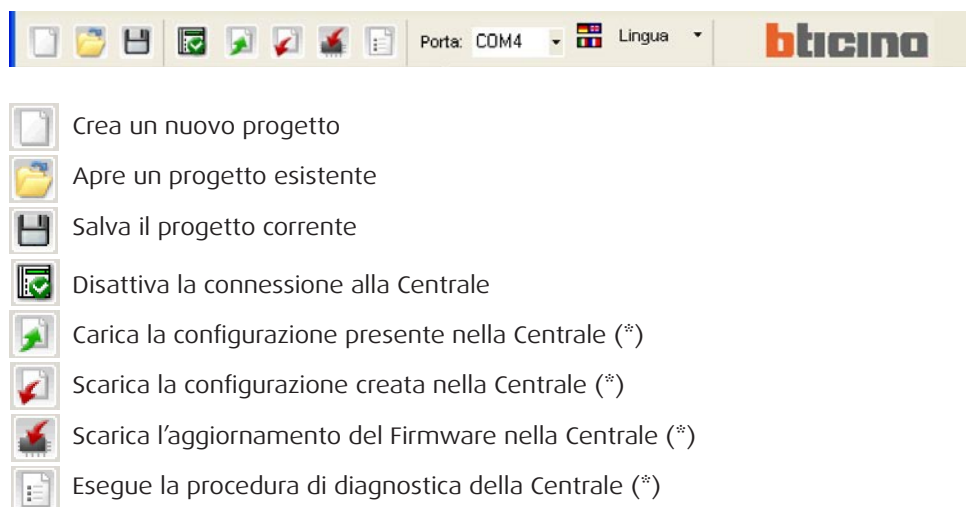 Porta: COM4 Lingua bticino
Crea un nuovo progetto
Apre un progetto esistente
Salva il progetto corrente
Disattiva la connessione alla Centrale
Carica la configurazione presente nella Centrale (*)
Scarica la configurazione creata nella Centrale (*)
Scarica l’aggiornamento del Firmware nella Centrale (*)
Esegue la procedura di diagnostica della Centrale (*)